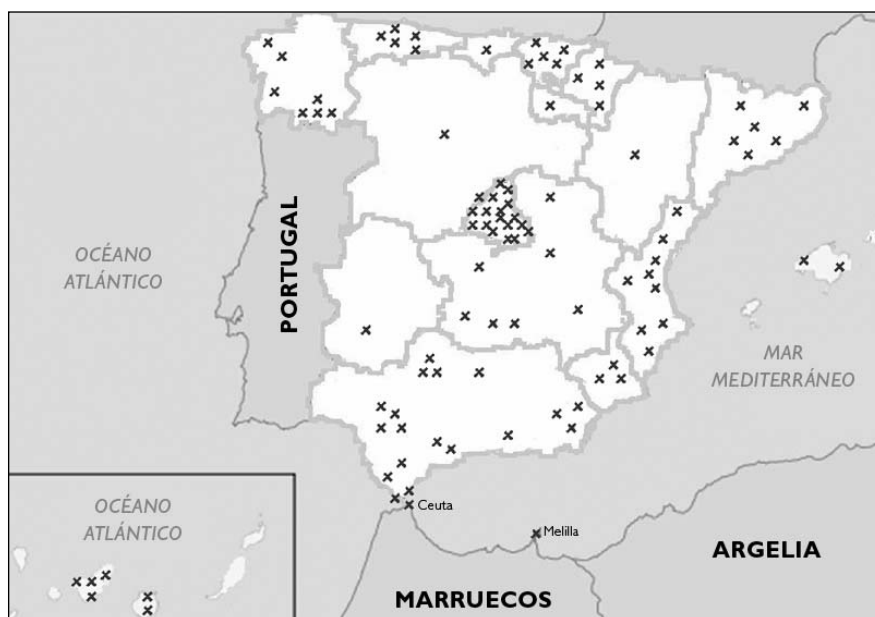 OCÉANO
ATLÁNTICO
PORTUGAL
MAR
MEDITERRÁNEO
OCÉANO
ATLÁNTICO
Ceuta
Melilla
ARGELIA
MARRUECOS